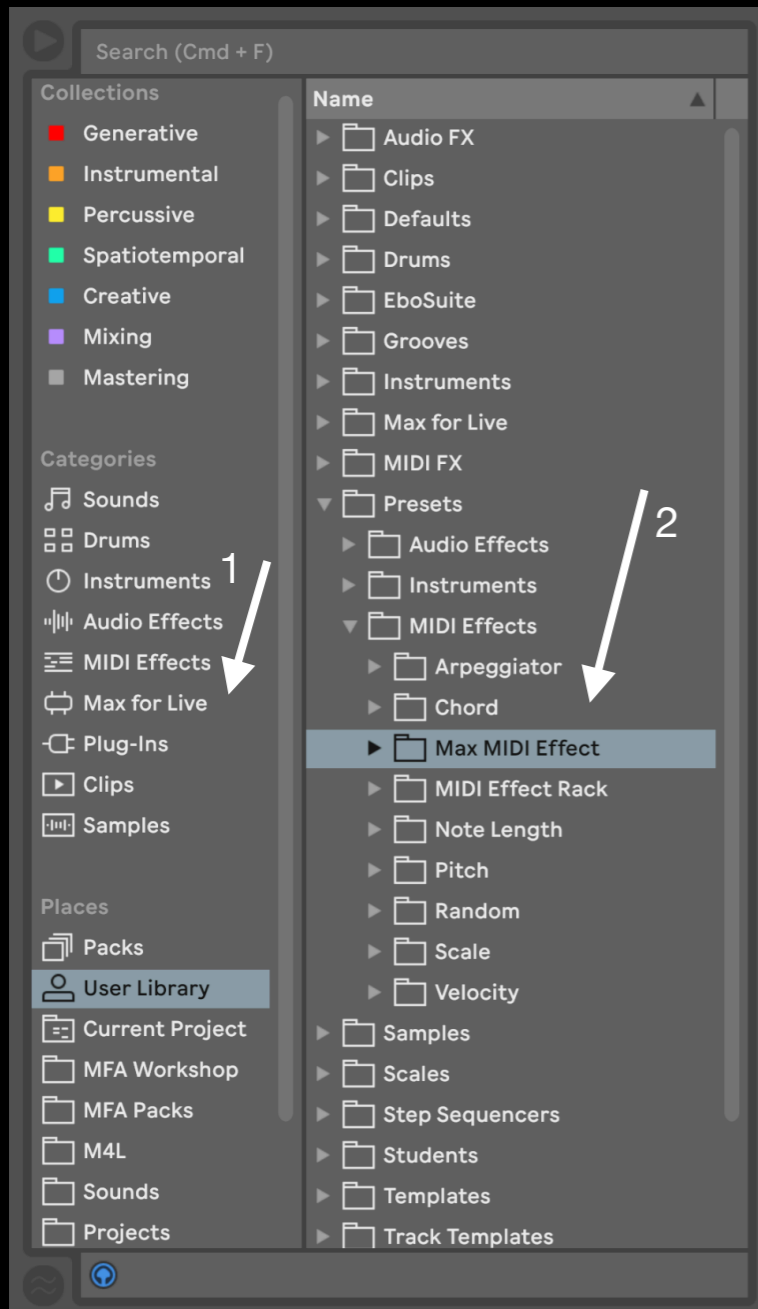 Search (Cmd + F)
Collections
Generative
Instrumental
Percussive
Spatiotemporal
Creative
Mixing
Mastering
Categories
Sounds
Drums
1
Instruments
Audio Effects
MIDI Effects
Max for Live
Plug-Ins
Clips
Samples
Places
Packs
User Library
Current Project
MFA Workshop
MFA Packs
M4L
Sounds
Projects
Name
Audio FX
Clips
Defaults
Drums
EboSuite
Grooves
Instruments
Max for Live
MIDI FX
Presets
2
Audio Effects
Instruments
MIDI Effects
Arpeggiator
Chord
Max MIDI Effect
MIDI Effect Rack
Note Length
Pitch
Random
Scale
Velocity
Samples
Scales
Step Sequencers
Students
Templates
Track Templates